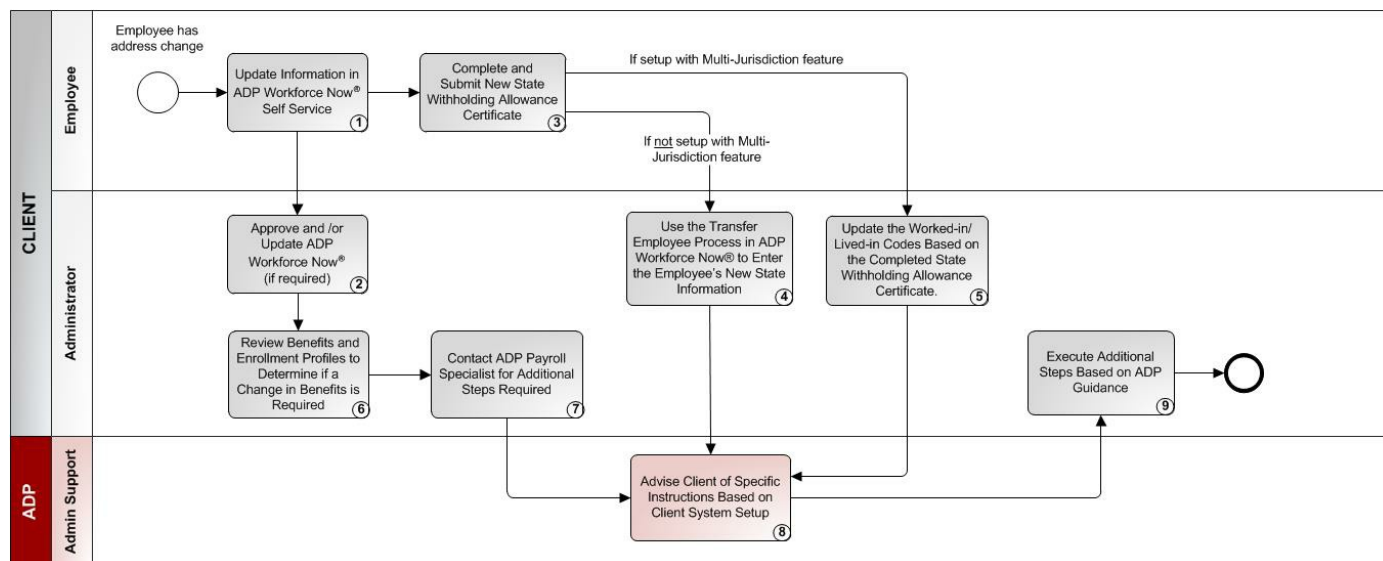 Employee has
address change
Update Information in
ADP Workforce Now®
Self Service
1
Complete and
Submit New State
Withholding Allowance
Certificate
3
If setup with Multi-Jurisdiction feature
If not setup with Multi-
Jurisdiction feature
Employee
CLIENT
Administrator
Approve and /or
Update ADP
Workforce Now®
(if required)
2
Use the Transfer
Employee Process in ADP
Workforce Now® to Enter
the Employee's New State
Information
4
Update the Worked-in/
Lived-in Codes Based on
the Completed State
Withholding Allowance
Certificate.
5
Review Benefits and
Enrollment Profiles to
Determine if a
Change in Benefits is
Required
6
Contact ADP Payroll
Specialist for Additional
Steps Required
7
Execute Additional
Steps Based on ADP
Guidance
9
ADP
Admin Support
Advise Client of Specific
Instructions Based on
Client System Setup
8